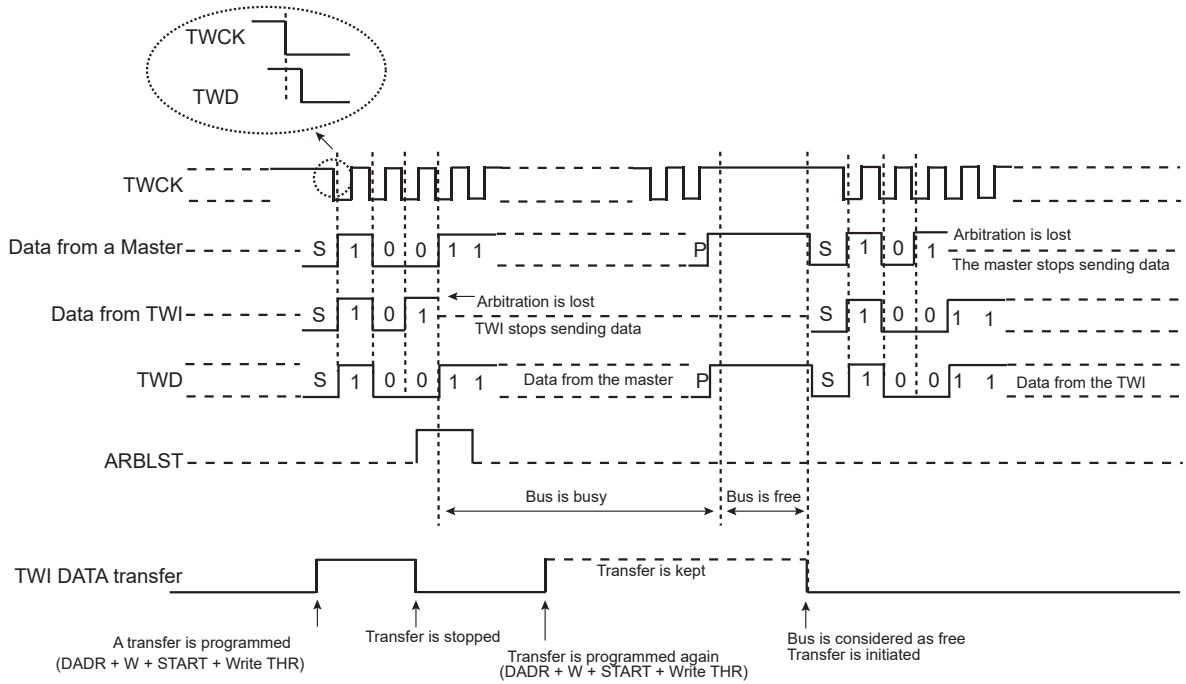 TWCK
TWD
TWCK
Data from a Master S 1 0 0 1 1 P S 1 0 1 Arbitration is lost
The master stops sending data
Data from TWI S 1 0 1 Arbitration is lost
TWI stops sending data
S 1 0 0 1 1
TWD S 1 0 0 1 1 Data from the master P S 1 0 0 1 1 Data from the TWI
ARBLST
Bus is busy Bus is free
TWI DATA transfer Transfer is kept
A transfer is programmed
(DADR + W + START + Write THR)
Transfer is stopped
Transfer is programmed again
(DADR + W + START + Write THR)
Bus is considered as free
Transfer is initiated